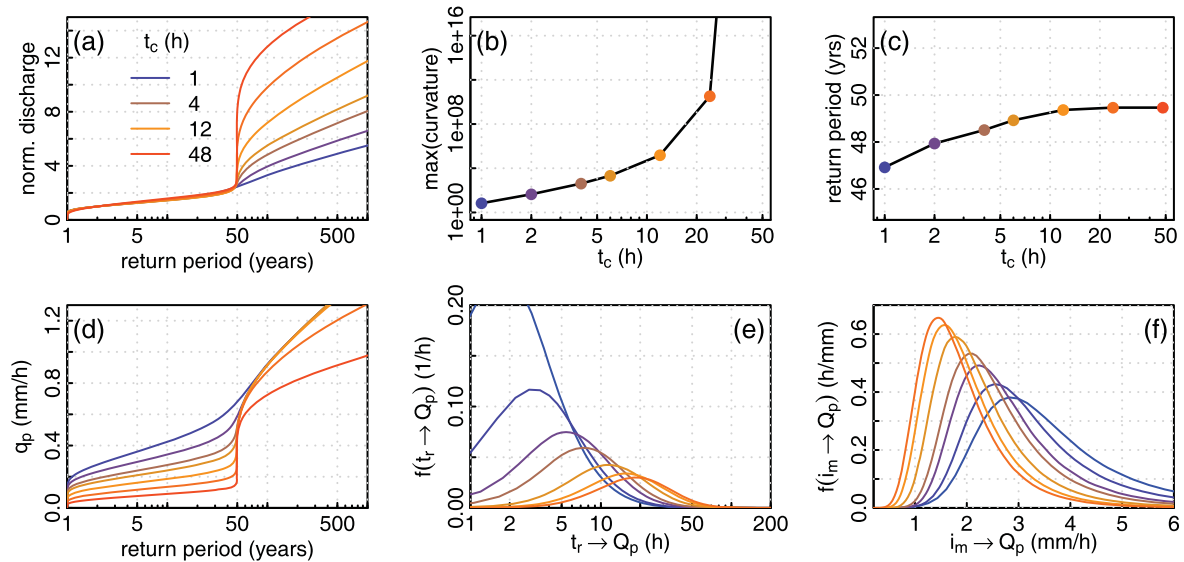 (a)
t_c (h)
1
4
12
48
norm. discharge
0 4 8 12
1 5 50 500
return period (years)
(b)
max(curvature)
1e+00 1e+08 1e+16
1 2 5 10 20 50
t_c (h)
(c)
return period (yrs)
46 48 50 52
1 2 5 10 20 50
t_c (h)
(d)
q_p (mm/h)
0.0 0.4 0.8 1.2
1 5 50 500
return period (years)
(e)
f(t_r → Q_p) (1/h)
0.00 0.10 0.20
1 2 5 10 20 50 200
t_r → Q_p (h)
(f)
f(i_m → Q_p) (h/mm)
0.0 0.2 0.4 0.6
1 2 3 4 5 6
i_m → Q_p (mm/h)